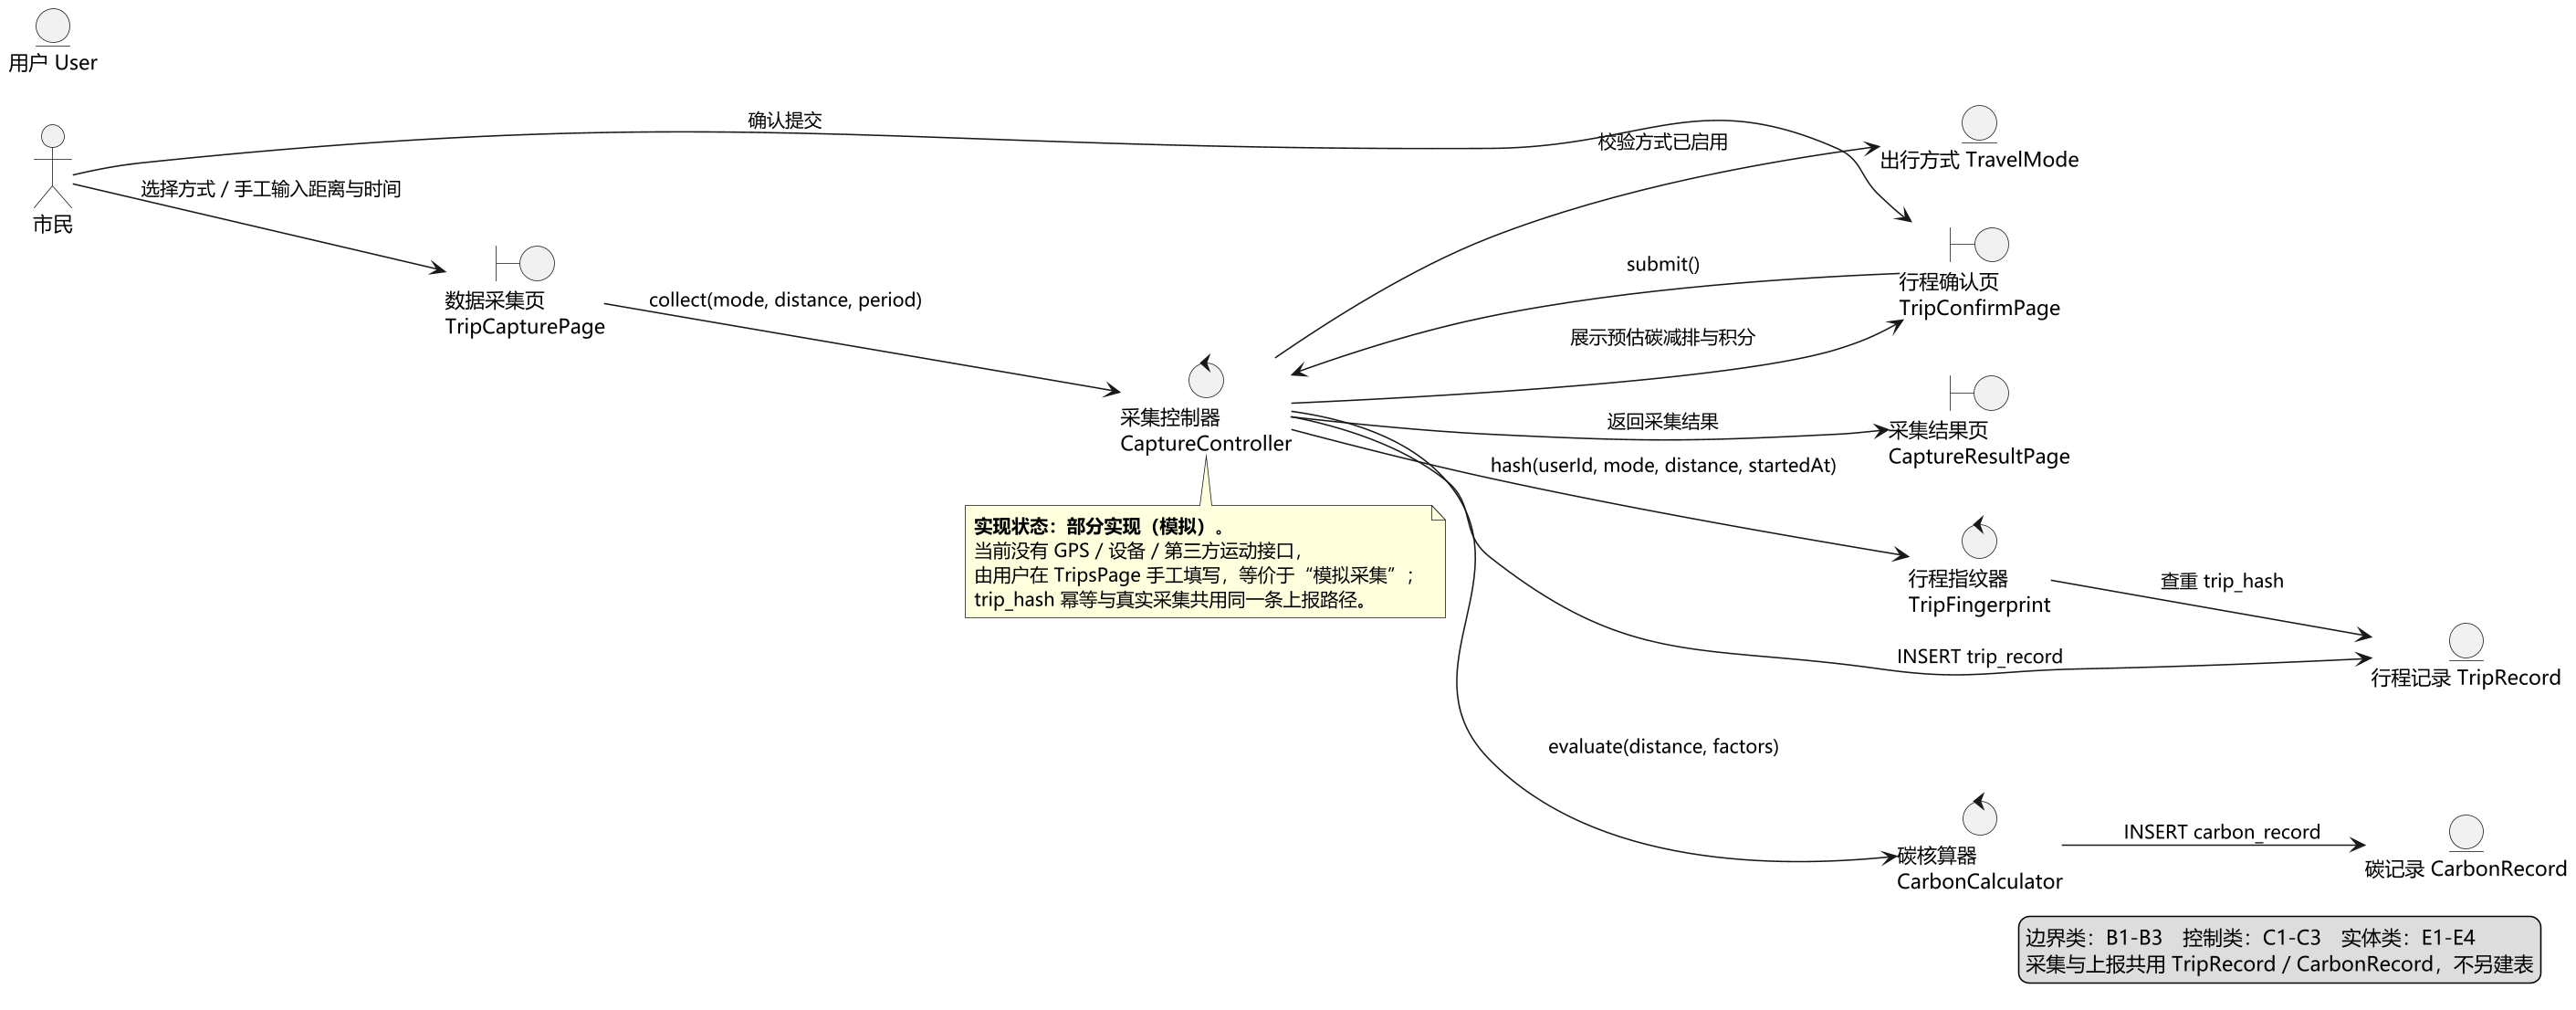 用户 User
确认提交
校验方式已启用
出行方式 TravelMode
选择方式 / 手工输入距离与时间
市民
submit()
行程确认页
TripConfirmPage
数据采集页
TripCapturePage
collect(mode, distance, period)
展示预估碳减排与积分
采集控制器
CaptureController
返回采集结果
采集结果页
CaptureResultPage
hash(userId, mode, distance, startedAt)
实现状态：部分实现（模拟）。
当前没有 GPS / 设备 / 第三方运动接口，
由用户在 TripsPage 手工填写，等价于“模拟采集”；
trip_hash 幂等与真实采集共用同一条上报路径。
行程指纹器
TripFingerprint
查重 trip_hash
INSERT trip_record
行程记录 TripRecord
evaluate(distance, factors)
碳核算器
CarbonCalculator
INSERT carbon_record
碳记录 CarbonRecord
边界类：B1-B3 控制类：C1-C3 实体类：E1-E4
采集与上报共用 TripRecord / CarbonRecord，不另建表